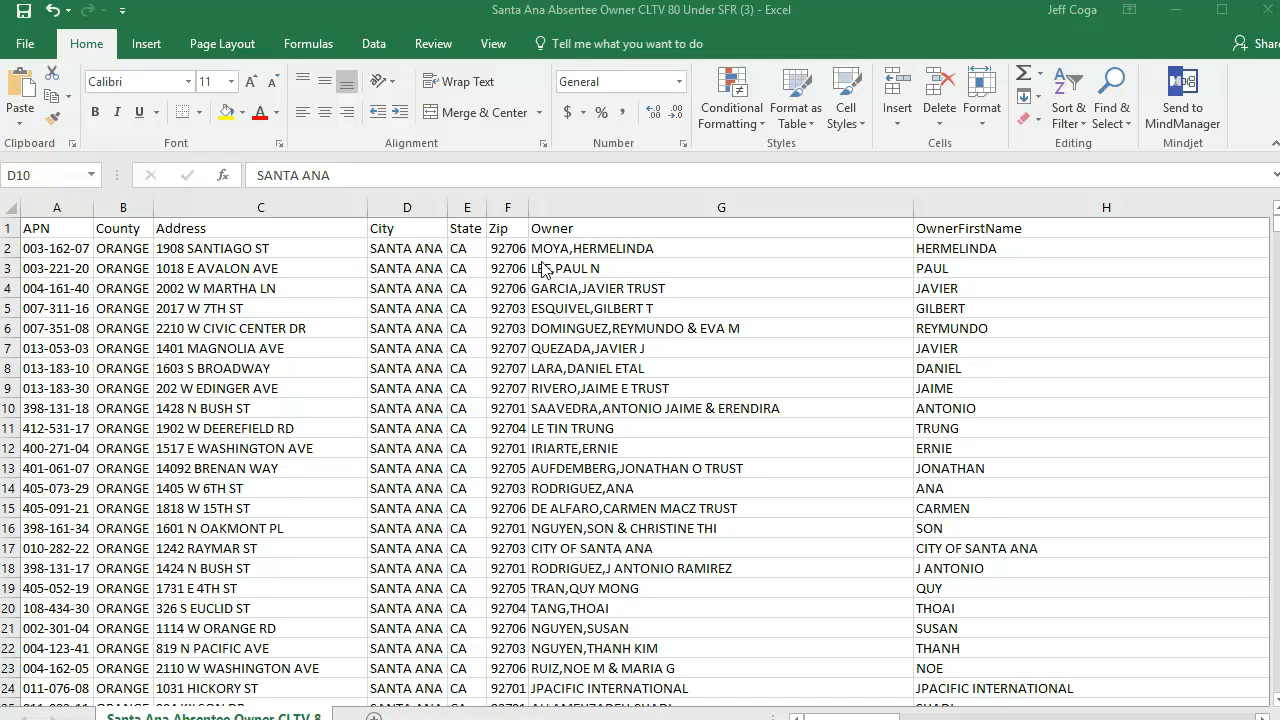 Santa Ana Absentee Owner CLTV 80 Under SFR (3) - Excel Jeff Coga
File Home Insert Page Layout Formulas Data Review View Tell me what you want to do Share
Calibri 11 Wrap Text General
Paste B I U Merge & Center $ % , Conditional Formatting Format as Table Cell Styles Insert Delete Format Sort & Filter Find & Select Send to MindManager
Clipboard Font Alignment Number Styles Cells Editing Mindjet
D10 fx SANTA ANA
A B C D E F G H
1 APN County Address City State Zip Owner OwnerFirstName
2 003-162-07 ORANGE 1908 SANTIAGO ST SANTA ANA CA 92706 MOYA,HERMELINDA HERMELINDA
3 003-221-20 ORANGE 1018 E AVALON AVE SANTA ANA CA 92706 PAUL N PAUL
4 004-161-40 ORANGE 2002 W MARTHA LN SANTA ANA CA 92706 GARCIA,JAVIER TRUST JAVIER
5 007-311-16 ORANGE 2017 W 7TH ST SANTA ANA CA 92703 ESQUIVEL,GILBERT T GILBERT
6 007-351-08 ORANGE 2210 W CIVIC CENTER DR SANTA ANA CA 92703 DOMINGUEZ,REYMUNDO & EVA M REYMUNDO
7 013-053-03 ORANGE 1401 MAGNOLIA AVE SANTA ANA CA 92707 QUEZADA,JAVIER J JAVIER
8 013-183-10 ORANGE 1603 S BROADWAY SANTA ANA CA 92707 LARA,DANIEL ETAL DANIEL
9 013-183-30 ORANGE 202 W EDINGER AVE SANTA ANA CA 92707 RIVERO,JAIME E TRUST JAIME
10 398-131-18 ORANGE 1428 N BUSH ST SANTA ANA CA 92701 SAAVEDRA,ANTONIO JAIME & ERENDIRA ANTONIO
11 412-531-17 ORANGE 1902 W DEEREFIELD RD SANTA ANA CA 92704 LE TIN TRUNG TRUNG
12 400-271-04 ORANGE 1517 E WASHINGTON AVE SANTA ANA CA 92701 IRIARTE,ERNIE ERNIE
13 401-061-07 ORANGE 14092 BRENAN WAY SANTA ANA CA 92705 AUFDEMBERG,JONATHAN O TRUST JONATHAN
14 405-073-29 ORANGE 1405 W 6TH ST SANTA ANA CA 92703 RODRIGUEZ,ANA ANA
15 405-091-21 ORANGE 1818 W 15TH ST SANTA ANA CA 92706 DE ALFARO,CARMEN MACZ TRUST CARMEN
16 398-161-34 ORANGE 1601 N OAKMONT PL SANTA ANA CA 92701 NGUYEN,SON & CHRISTINE THI SON
17 010-282-22 ORANGE 1242 RAYMAR ST SANTA ANA CA 92703 CITY OF SANTA ANA CITY OF SANTA ANA
18 398-131-17 ORANGE 1424 N BUSH ST SANTA ANA CA 92701 RODRIGUEZ,J ANTONIO RAMIREZ J ANTONIO
19 405-052-19 ORANGE 1731 E 4TH ST SANTA ANA CA 92705 TRAN,QUY MONG QUY
20 108-434-30 ORANGE 326 S EUCLID ST SANTA ANA CA 92704 TANG,THOAI THOAI
21 002-301-04 ORANGE 1114 W ORANGE RD SANTA ANA CA 92706 NGUYEN,SUSAN SUSAN
22 004-123-41 ORANGE 819 N PACIFIC AVE SANTA ANA CA 92703 NGUYEN,THANH KIM THANH
23 004-162-05 ORANGE 2110 W WASHINGTON AVE SANTA ANA CA 92706 RUIZ,NOE M & MARIA G NOE
24 011-076-08 ORANGE 1031 HICKORY ST SANTA ANA CA 92701 JPACIFIC INTERNATIONAL JPACIFIC INTERNATIONAL
Santa Ana Absentee Owner CLTV 8